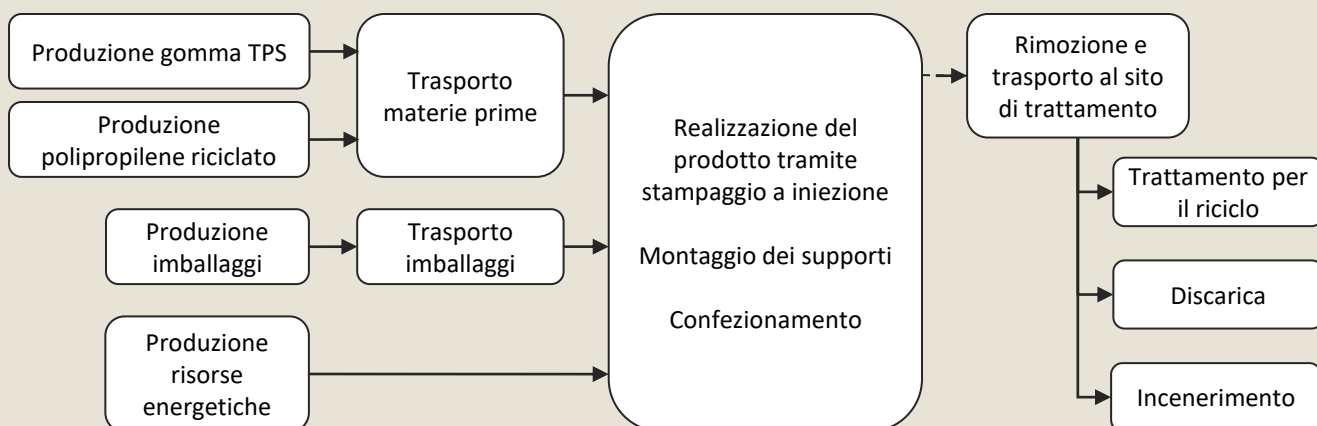 Produzione gomma TPS
Produzione
polipropilene riciclato
Trasporto
materie prime
Produzione
imballaggi
Trasporto
imballaggi
Produzione
risorse
energetiche
Realizzazione del
prodotto tramite
stampaggio a iniezione
Montaggio dei supporti
Confezionamento
Rimozione e
trasporto al sito
di trattamento
Trattamento per
il riciclo
Discarica
Incenerimento